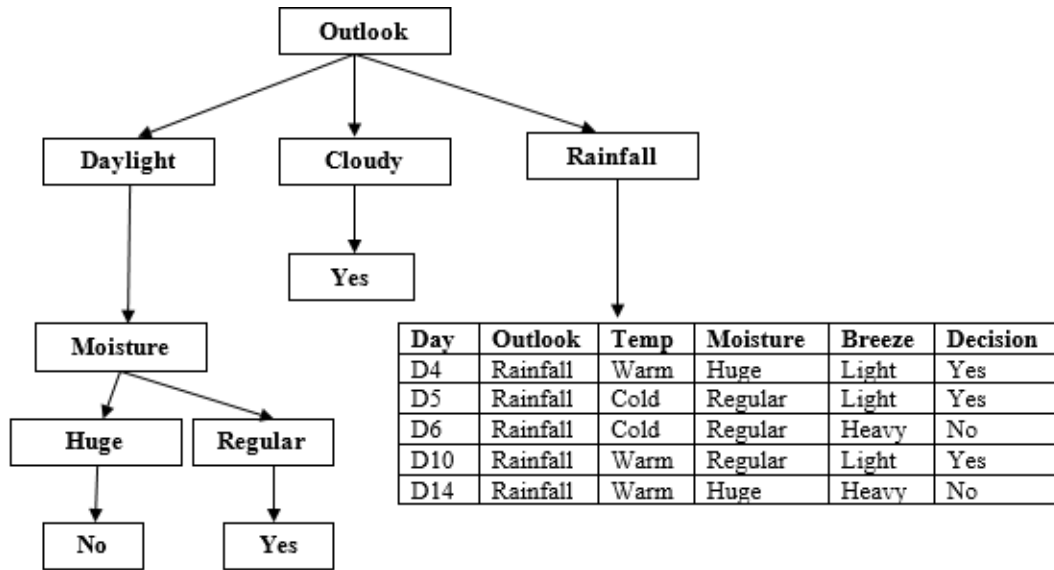 Outlook
Daylight Cloudy Rainfall
Yes
Moisture
Day Outlook Temp Moisture Breeze Decision
D4 Rainfall Warm Huge Light Yes
D5 Rainfall Cold Regular Light Yes
D6 Rainfall Cold Regular Heavy No
D10 Rainfall Warm Regular Light Yes
D14 Rainfall Warm Huge Heavy No
Huge Regular
No Yes